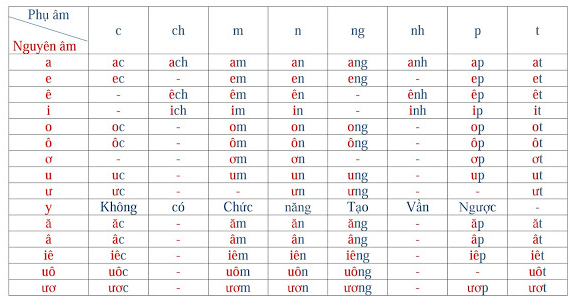 Phụ âm
Nguyên âm c ch m n ng nh p t
a ac ach am an ang anh ap at
e ec - em en eng - ep et
ê - êch êm ên - ênh êp êt
i - ich im in - inh ip it
o oc - om on ong - op ot
ô ôc - ôm ôn ông - ôp ôt
ơ - - ơm ơn - - ơp ơt
u uc - um un ung - up ut
ư ưc - - ưn ưng - - ưt
y Không có Chức năng Tạo Vần Ngược -
ă ăc - ăm ăn ăng - ăp ăt
â âc - âm ân âng - âp ât
iê iêc - iêm iên iêng - iêp iêt
uô uôc - uôm uôn uông - - uôt
ươ ươc - ươm ươn ương - ươp ươt